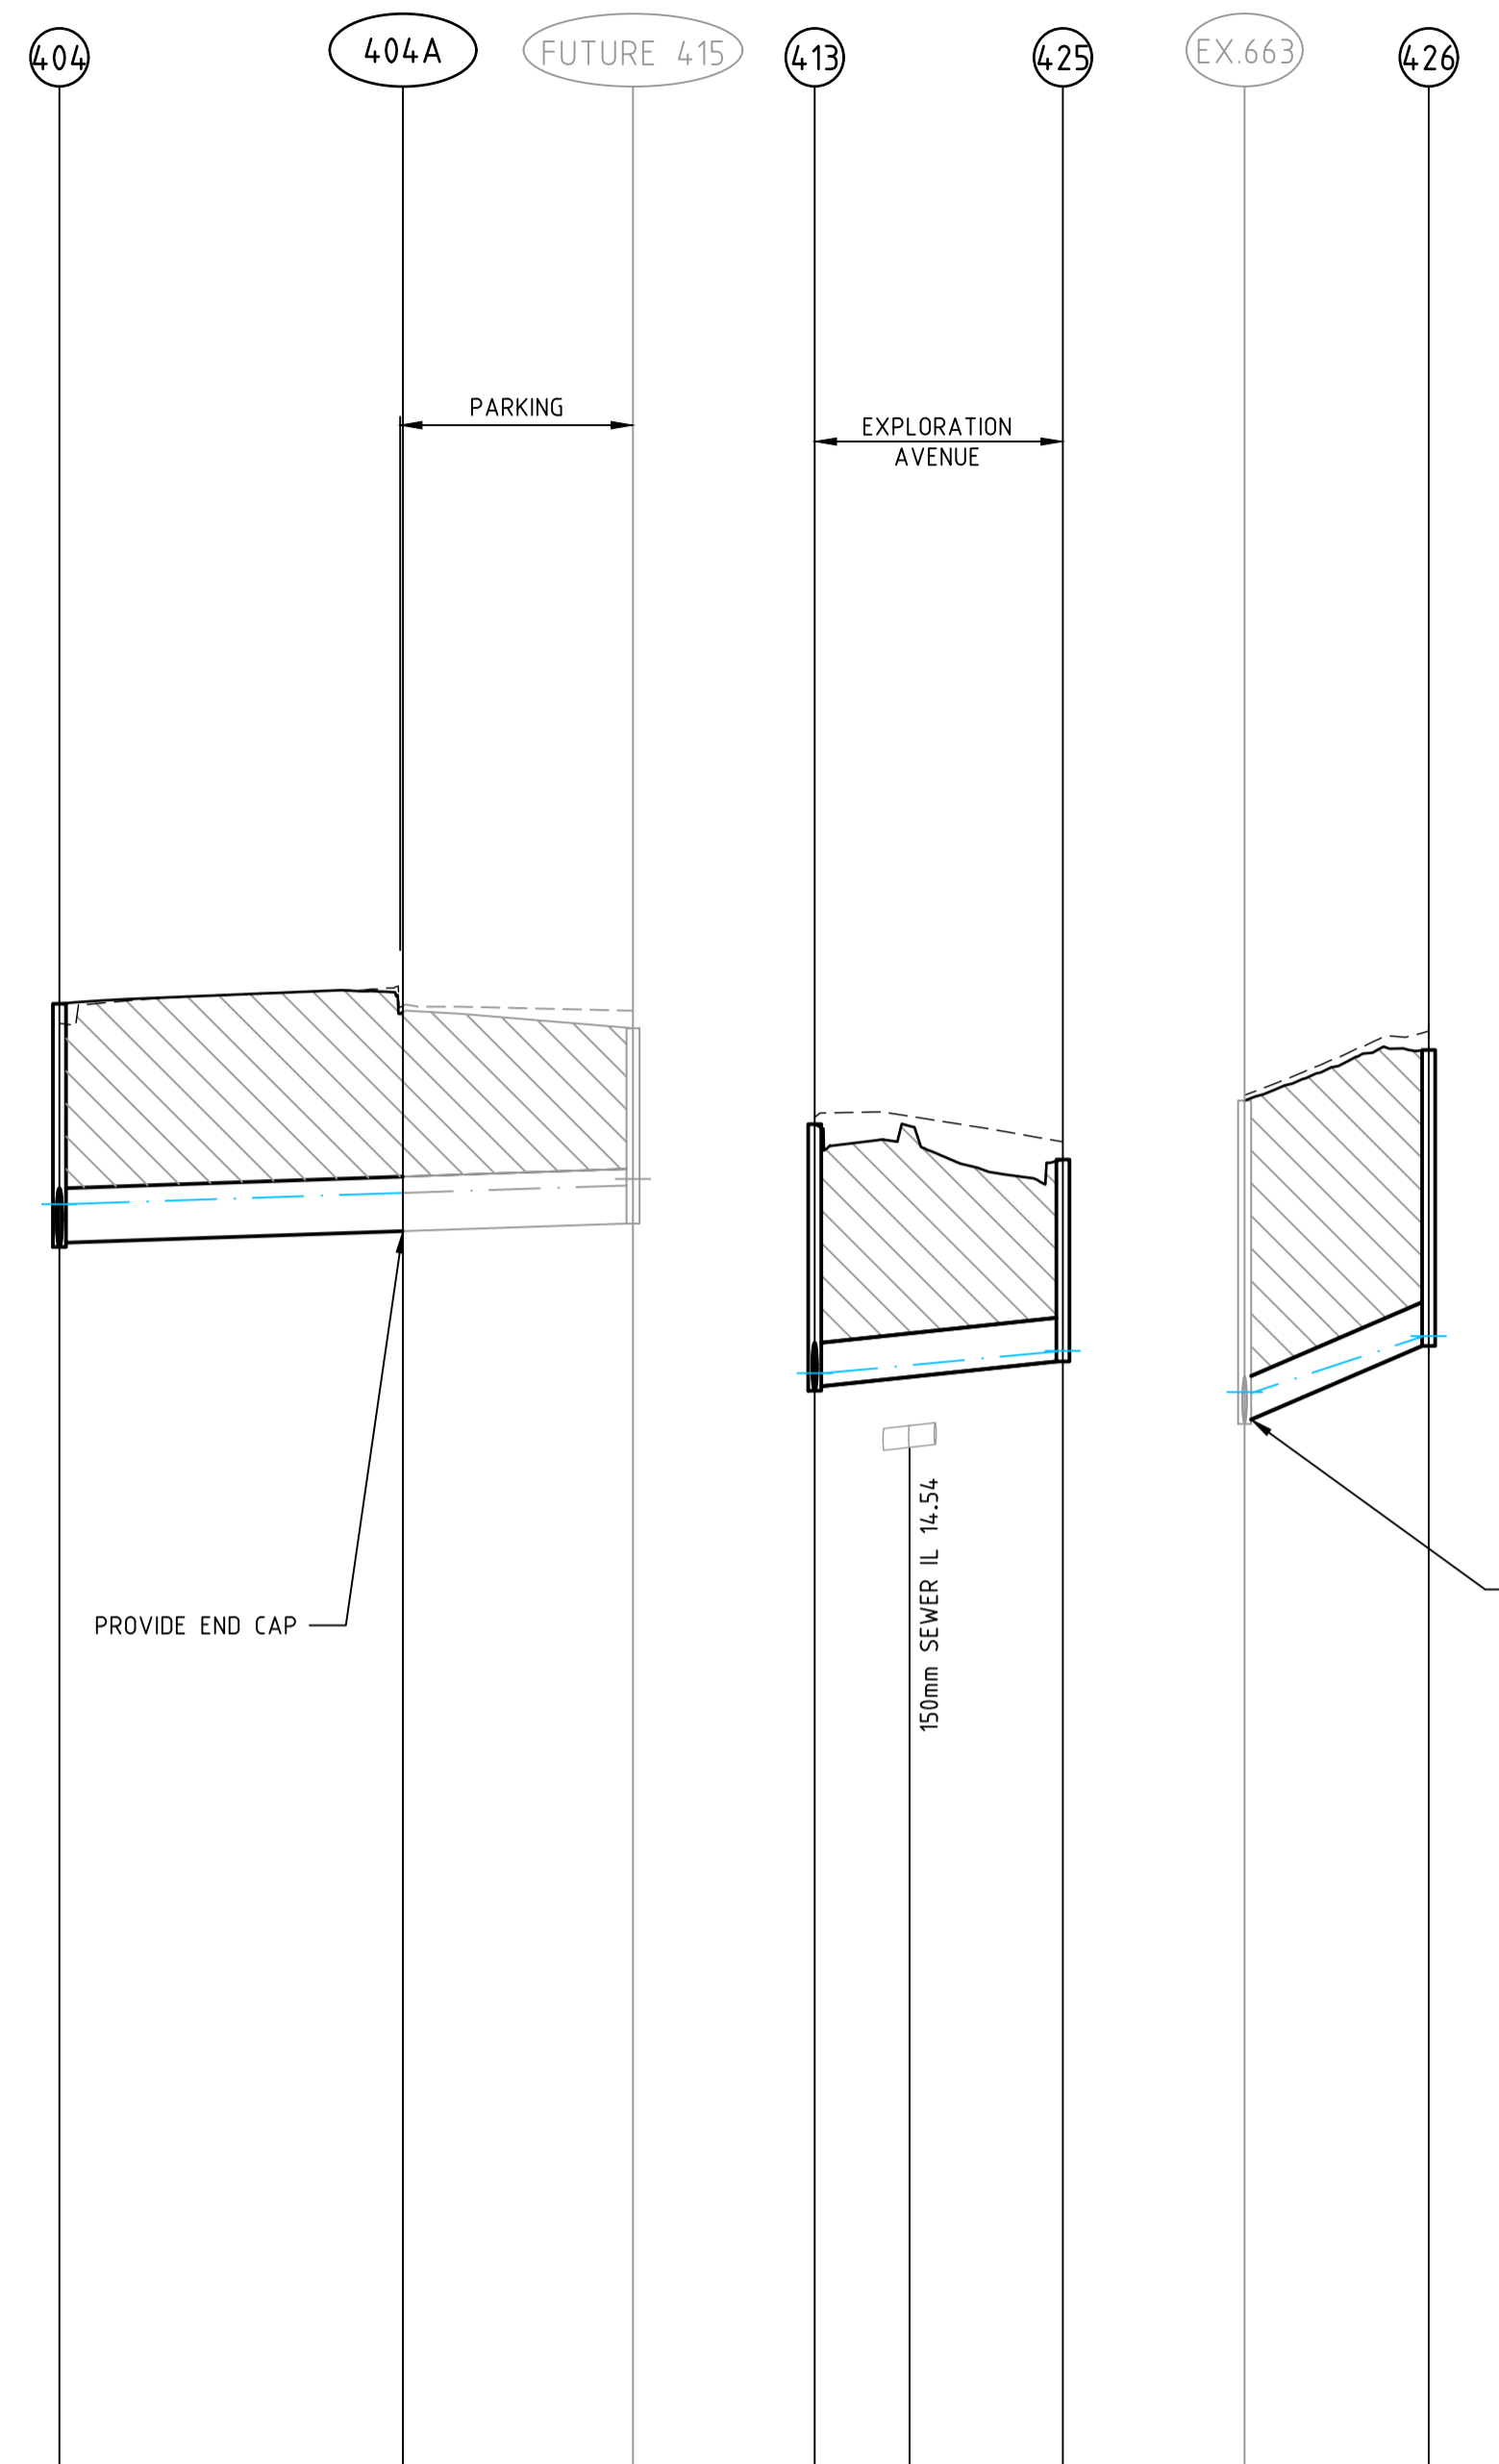 404
404A
FUTURE 415
413
425
EX.663
426
PARKING
EXPLORATION
AVENUE
150mm SEWER IL 14.54
PROVIDE END CAP